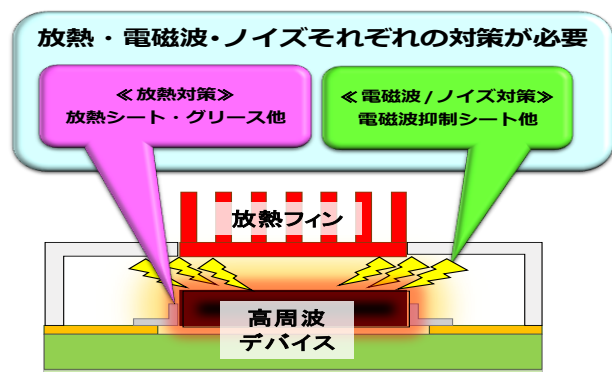 放熱・電磁波・ノイズそれぞれの対策が必要
≪放熱対策≫
放熱シート・グリース他
≪電磁波/ノイズ対策≫
電磁波抑制シート他
放熱フィン
高周波
デバイス